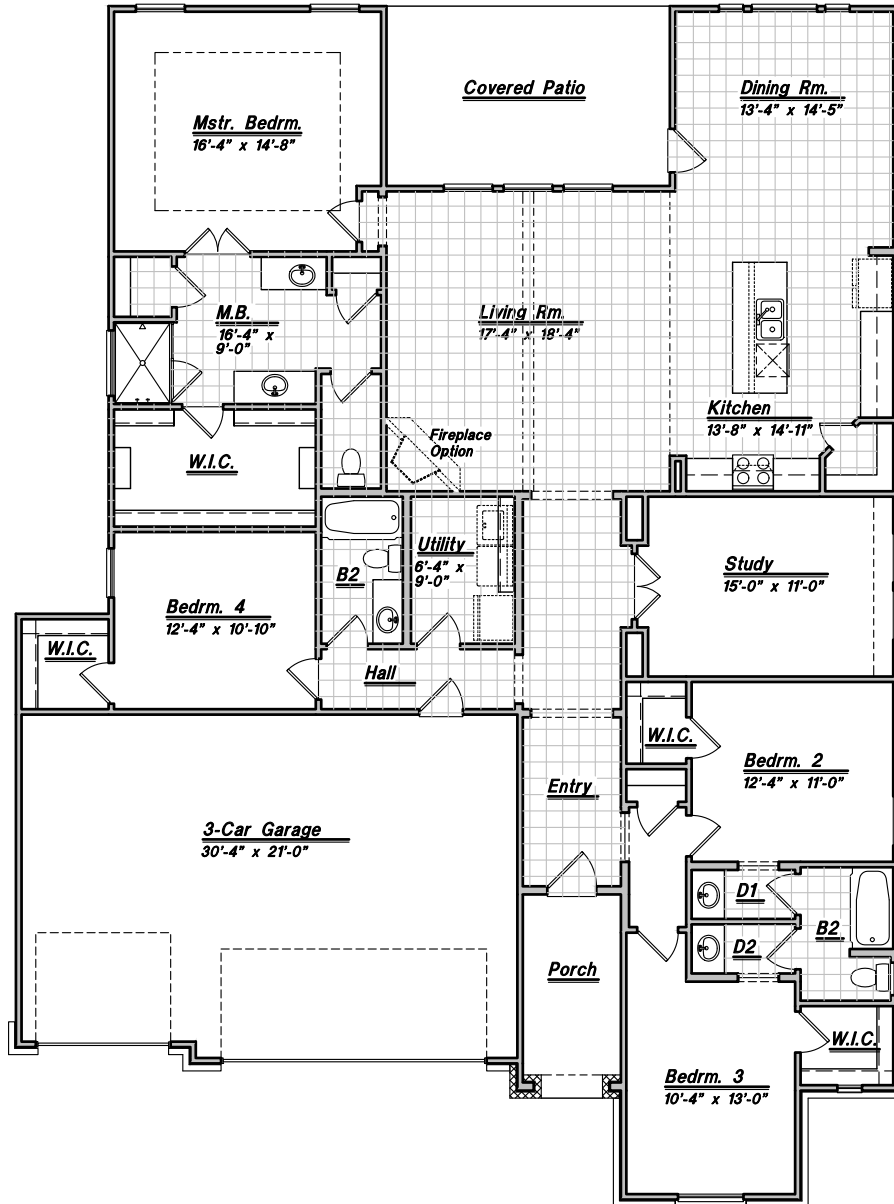 Covered Patio
Dining Rm.
13'-4" x 14'-5"
Mstr. Bedrm.
16'-4" x 14'-8"
M.B.
16'-4" x
9'-0"
Living Rm.
17'-4" x 18'-4"
Kitchen
13'-8" x 14'-11"
Fireplace
Option
W.I.C.
Utility
6'-4" x
9'-0"
B2
Study
15'-0" x 11'-0"
Bedrm. 4
12'-4" x 10'-10"
W.I.C.
Hall
W.I.C.
Bedrm. 2
12'-4" x 11'-0"
Entry
3-Car Garage
30'-4" x 21'-0"
D1
B2
D2
Porch
W.I.C.
Bedrm. 3
10'-4" x 13'-0"